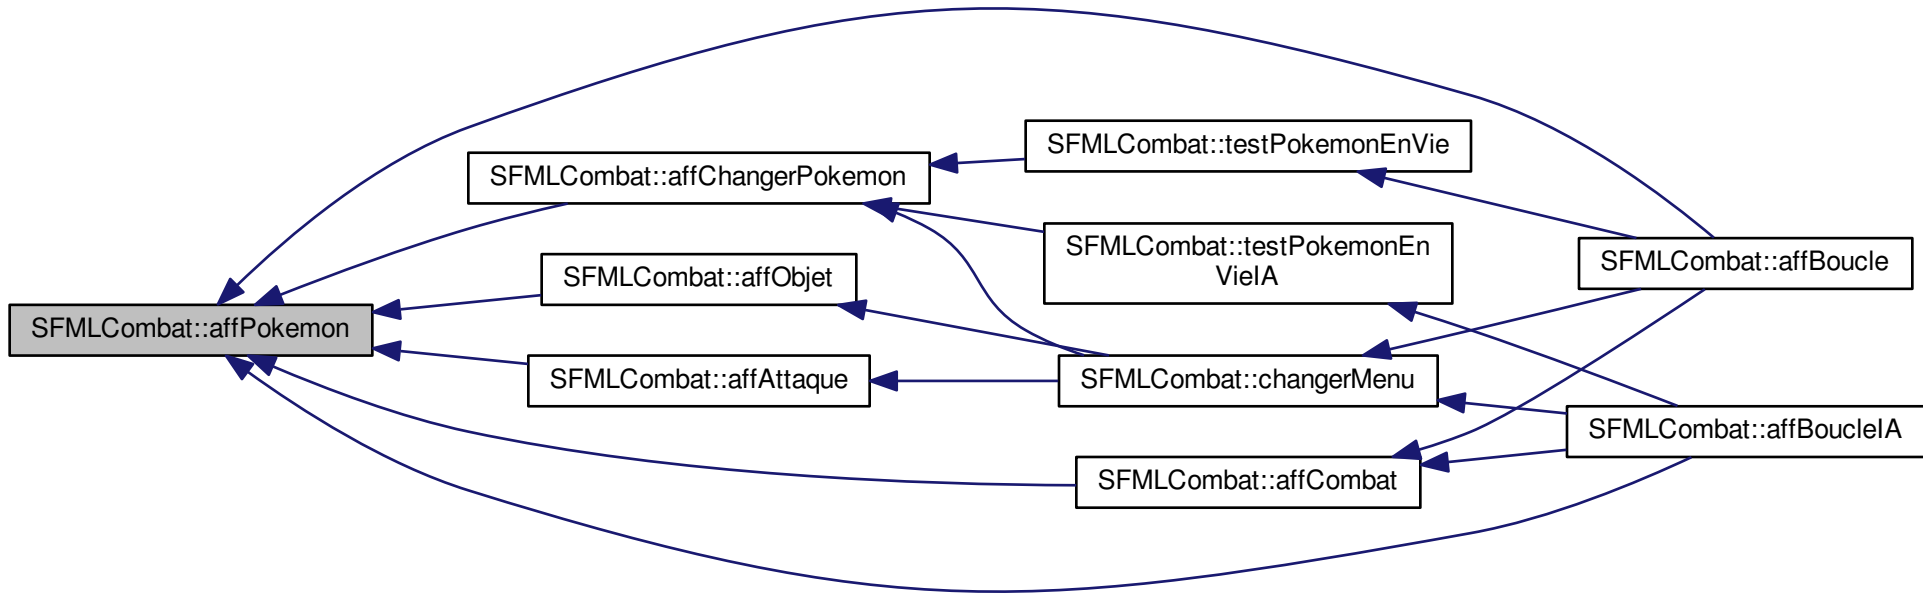 SFMLCombat::affPokemon
SFMLCombat::affChangerPokemon
SFMLCombat::affObjet
SFMLCombat::affAttaque
SFMLCombat::testPokemonEnVie
SFMLCombat::testPokemonEn
VieIA
SFMLCombat::changerMenu
SFMLCombat::affCombat
SFMLCombat::affBoucle
SFMLCombat::affBoucleIA